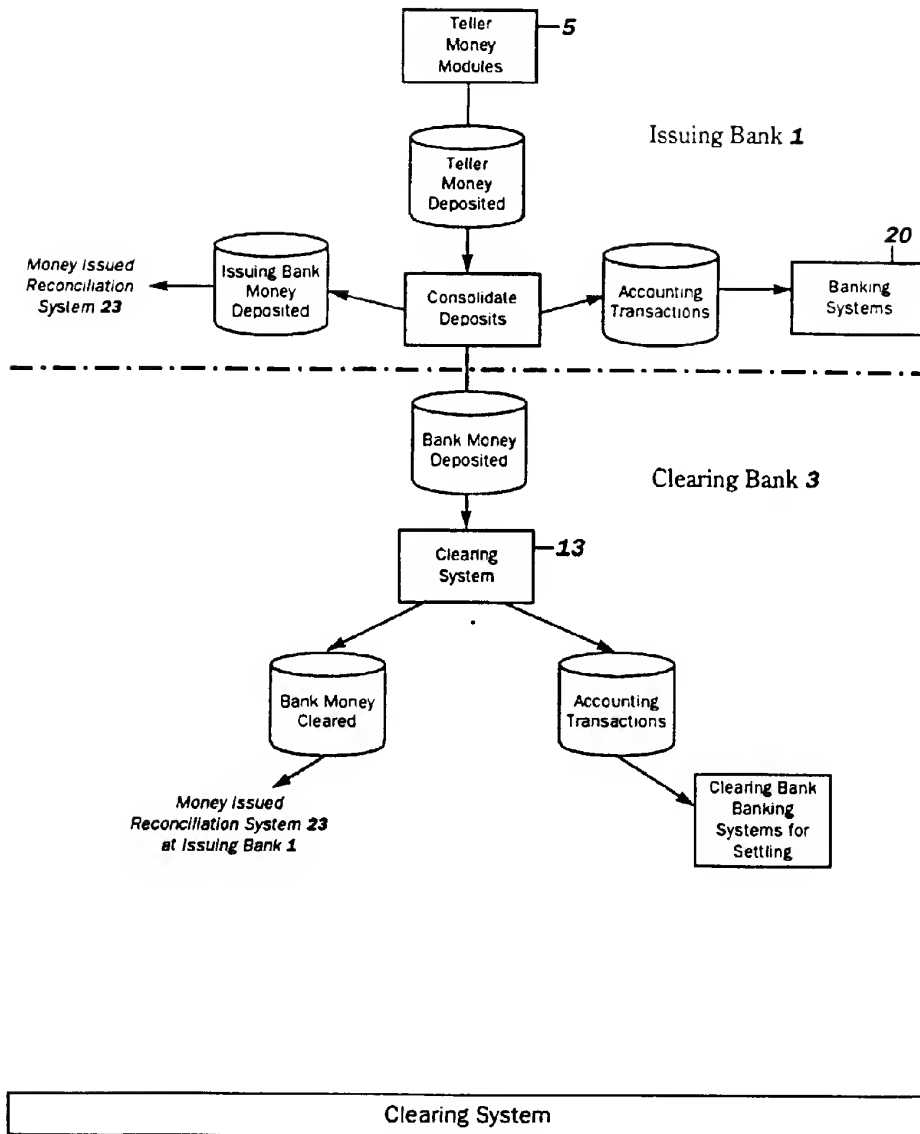 Teller
Money
Modules
5
Issuing Bank 1
Teller
Money
Deposited
20
Money Issued
Reconciliation
System 23
Issuing Bank
Money
Deposited
Consolidate
Deposits
Accounting
Transactions
Banking
Systems
Bank Money
Deposited
Clearing Bank 3
Clearing
System
13
Bank Money
Cleared
Accounting
Transactions
Money Issued
Reconciliation System 23
at Issuing Bank 1
Clearing Bank
Banking
Systems for
Settling
Clearing System